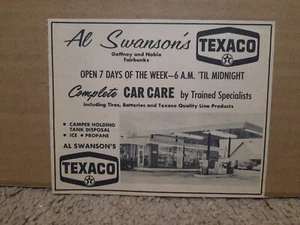 Al Swanson's
TEXACO
Gaffney and Noble
Fairbanks
OPEN 7 DAYS OF THE WEEK—6 A.M. 'TIL MIDNIGHT
Complete CAR CARE by Trained Specialists
Including Tires, Batteries and Texaco Quality Line Products
• CAMPER HOLDING
TANK DISPOSAL
• ICE • PROPANE
AL SWANSON'S
TEXACO